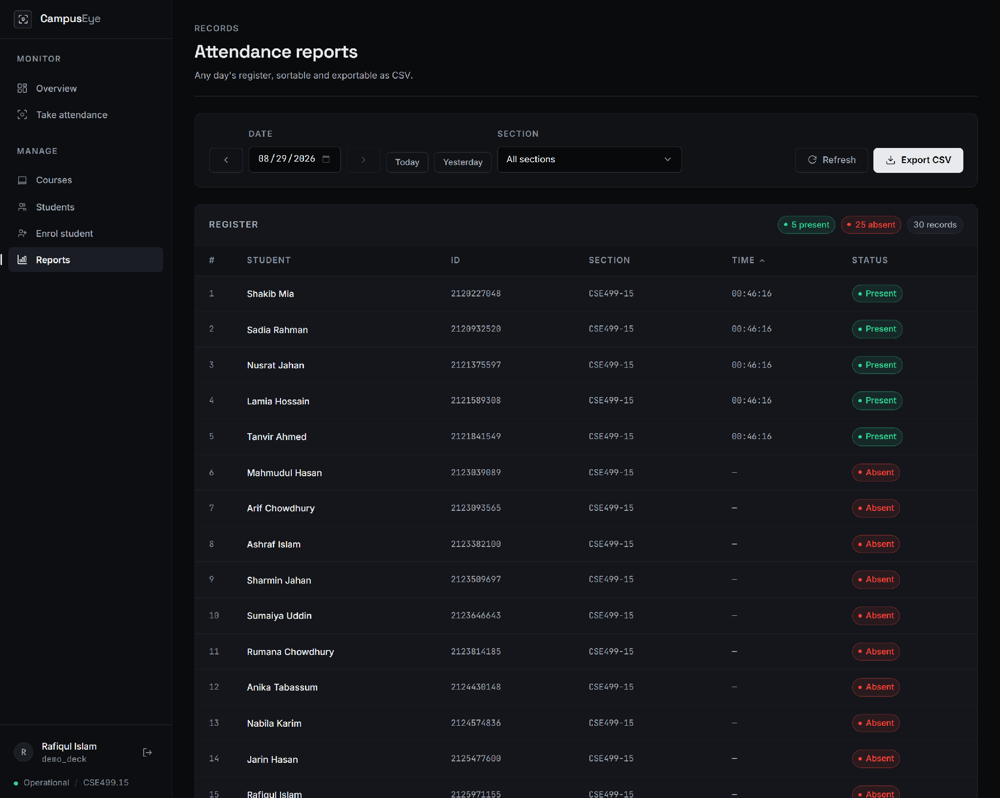 CampusEye
MONITOR
Overview
Take attendance
MANAGE
Courses
Students
Enrol student
Reports
Rafiqul Islam
R
demo_deck
Operational / CSE499.15
RECORDS
Attendance reports
Any day's register, sortable and exportable as CSV.
DATE SECTION
08/29/2026 Today Yesterday All sections Refresh Export CSV
REGISTER 5 present 25 absent 30 records
# STUDENT ID SECTION TIME STATUS
1 Shakib Mia 2120227048 CSE499-15 00:46:16 Present
2 Sadia Rahman 2120932520 CSE499-15 00:46:16 Present
3 Nusrat Jahan 2121375597 CSE499-15 00:46:16 Present
4 Lamia Hossain 2121589308 CSE499-15 00:46:16 Present
5 Tanvir Ahmed 2121841549 CSE499-15 00:46:16 Present
6 Mahmudul Hasan 2123039089 CSE499-15 — Absent
7 Arif Chowdhury 2123093565 CSE499-15 — Absent
8 Ashraf Islam 2123382100 CSE499-15 — Absent
9 Sharmin Jahan 2123509697 CSE499-15 — Absent
10 Sumaiya Uddin 2123646643 CSE499-15 — Absent
11 Rumana Chowdhury 2123814185 CSE499-15 — Absent
12 Anika Tabassum 2124430148 CSE499-15 — Absent
13 Nabila Karim 2124574836 CSE499-15 — Absent
14 Jarin Hasan 2125477600 CSE499-15 — Absent
15 Rafiqul Islam 2125971155 CSE499-15 — Absent